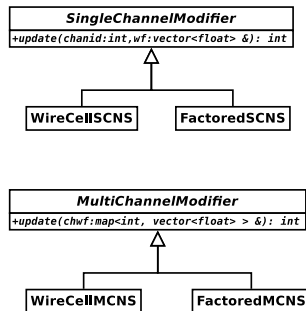 SingleChannelModifier
+update(chanid:int,wf:vector<float> &): int
WireCellSCNS FactoredSCNS
MultiChannelModifier
+update(chwf:map<int, vector<float> > &): int
WireCellMCNS FactoredMCNS